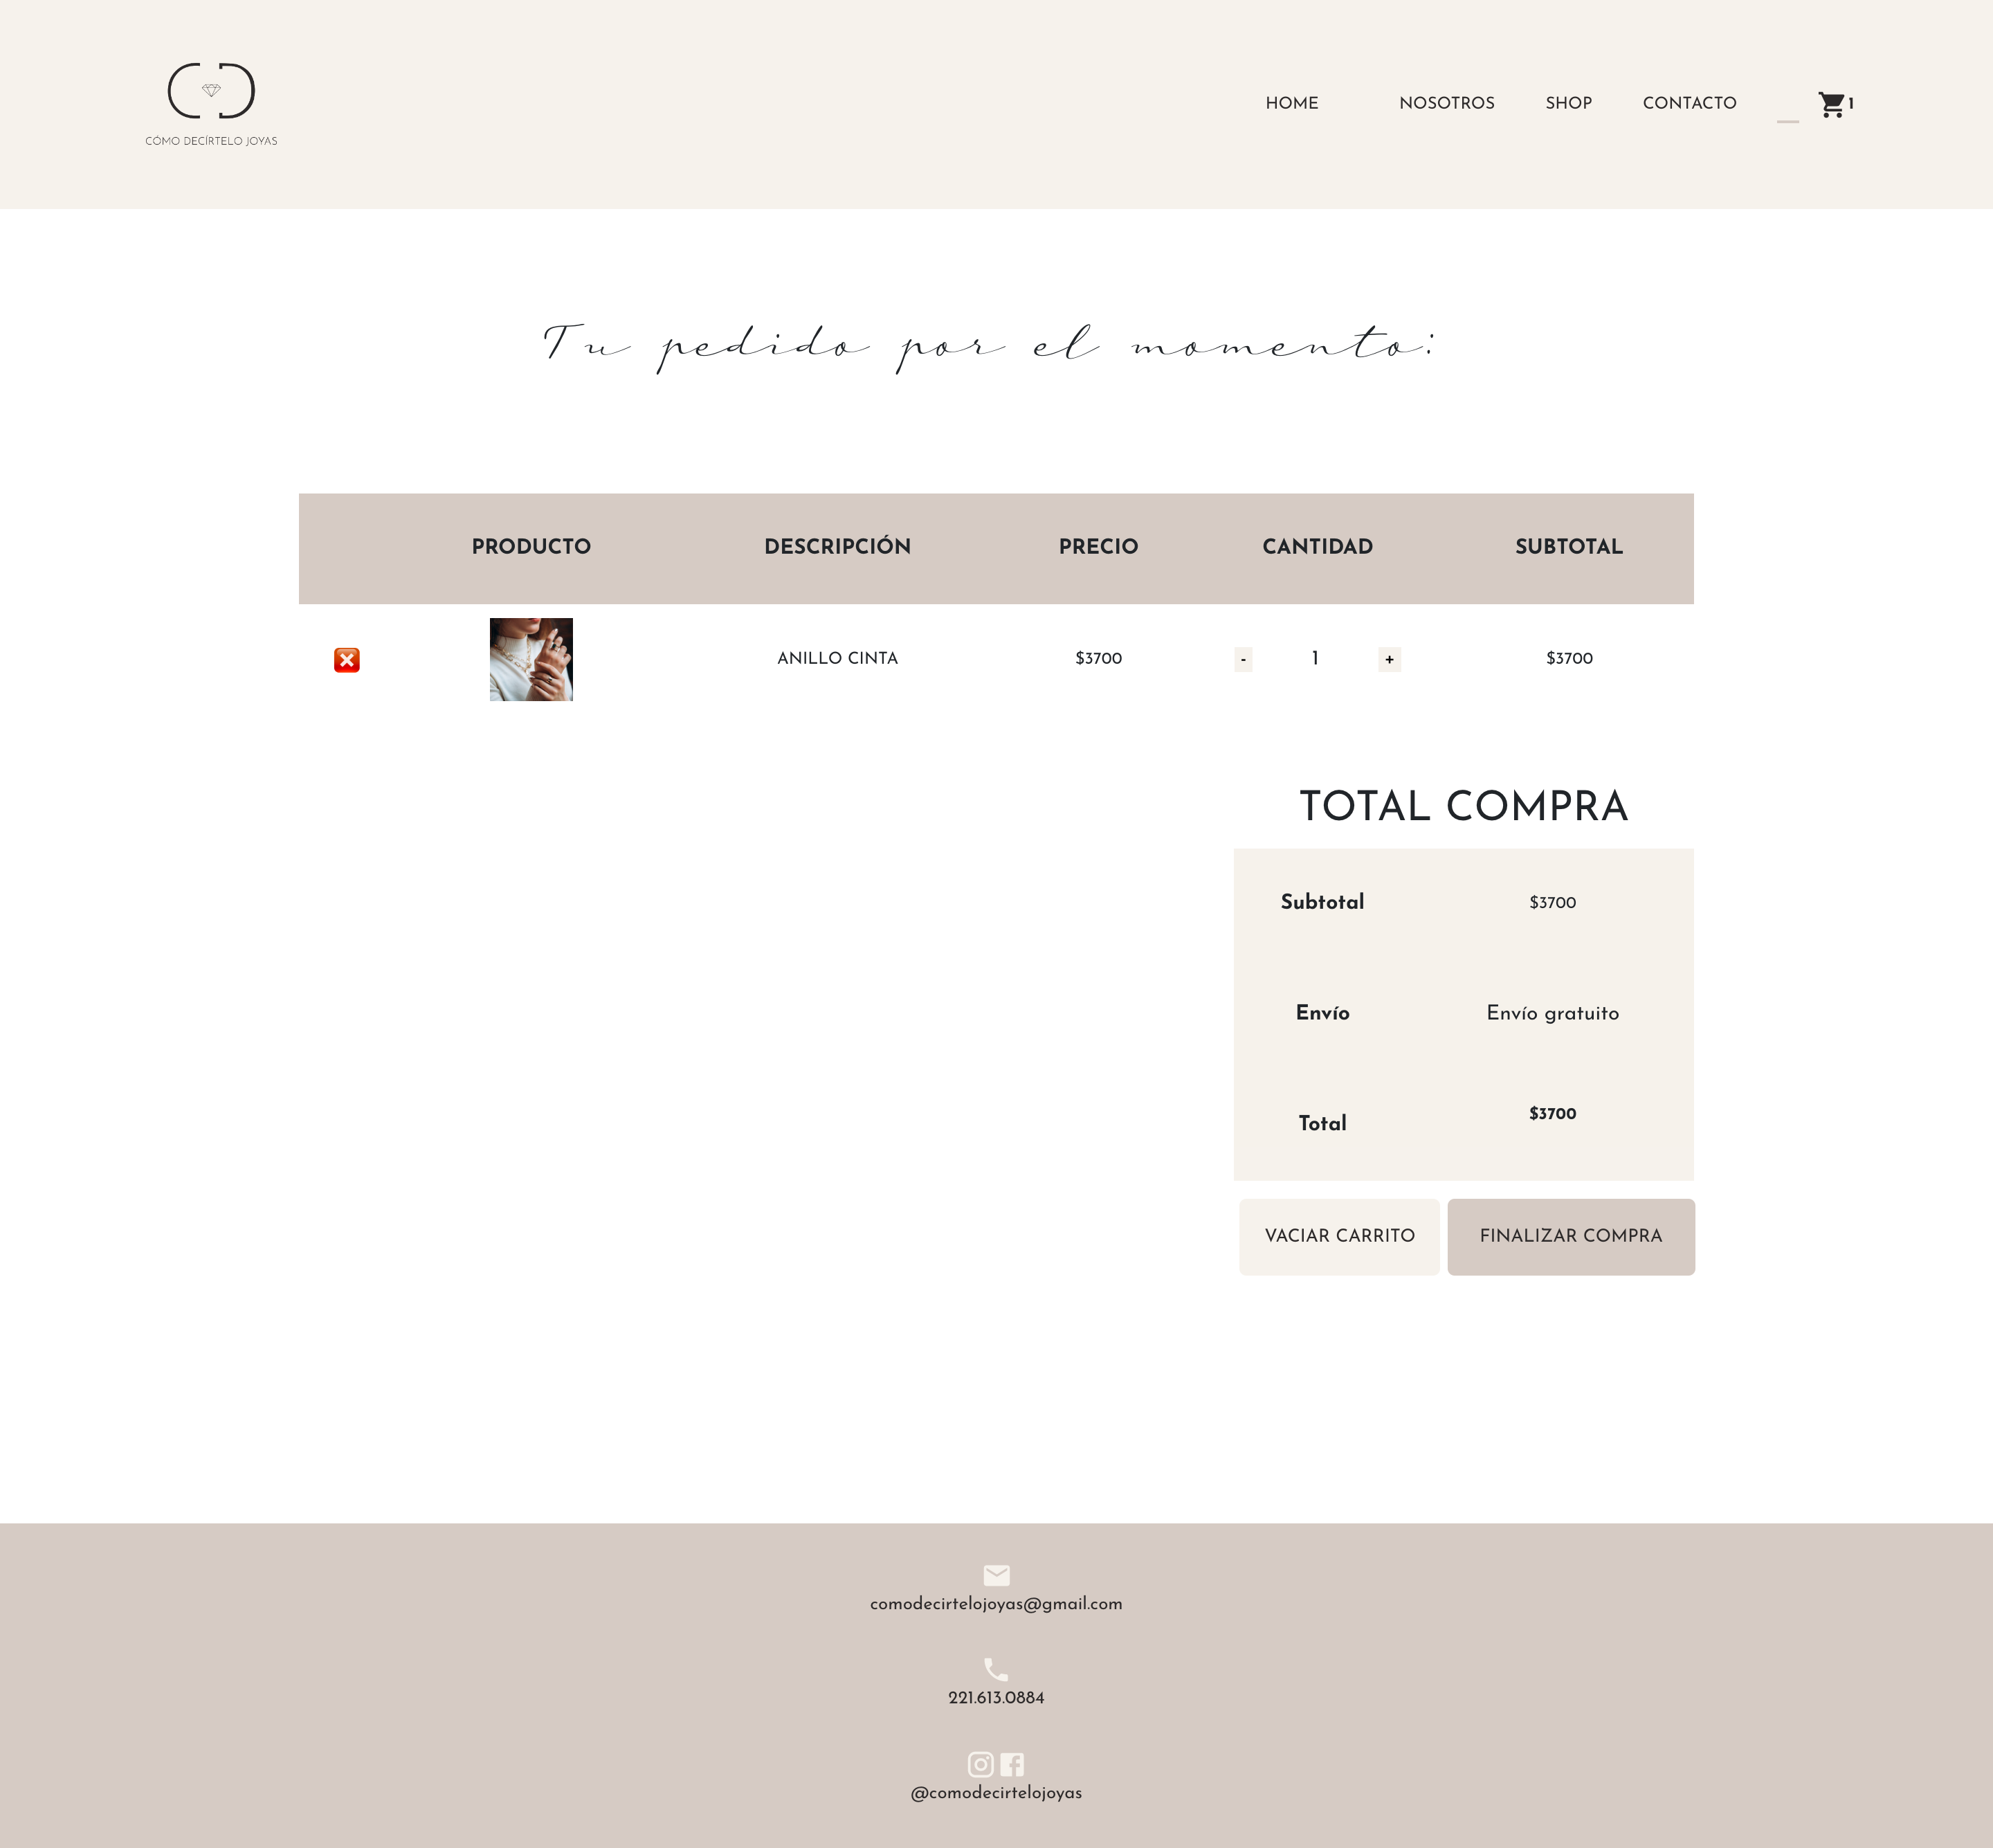 CÓMO DECÍRTELO JOYAS
HOME NOSOTROS SHOP CONTACTO 1
Tu pedido por el momento:
PRODUCTO DESCRIPCIÓN PRECIO CANTIDAD SUBTOTAL
ANILLO CINTA $3700 - 1 + $3700
TOTAL COMPRA
Subtotal $3700
Envío Envío gratuito
Total $3700
VACIAR CARRITO FINALIZAR COMPRA
comodecirtelojoyas@gmail.com
221.613.0884
@comodecirtelojoyas